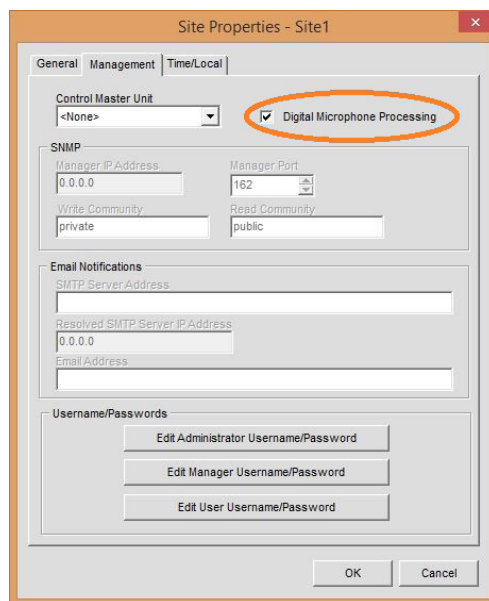 Site Properties - Site1
General Management Time/Local
Control Master Unit
<None>
Digital Microphone Processing
SNMP
Manager IP Address Manager Port
0.0.0.0 162
Write Community Read Community
private public
Email Notifications
SMTP Server Address
Resolved SMTP Server IP Address
0.0.0.0
Email Address
Username/Passwords
Edit Administrator Username/Password
Edit Manager Username/Password
Edit User Username/Password
OK Cancel